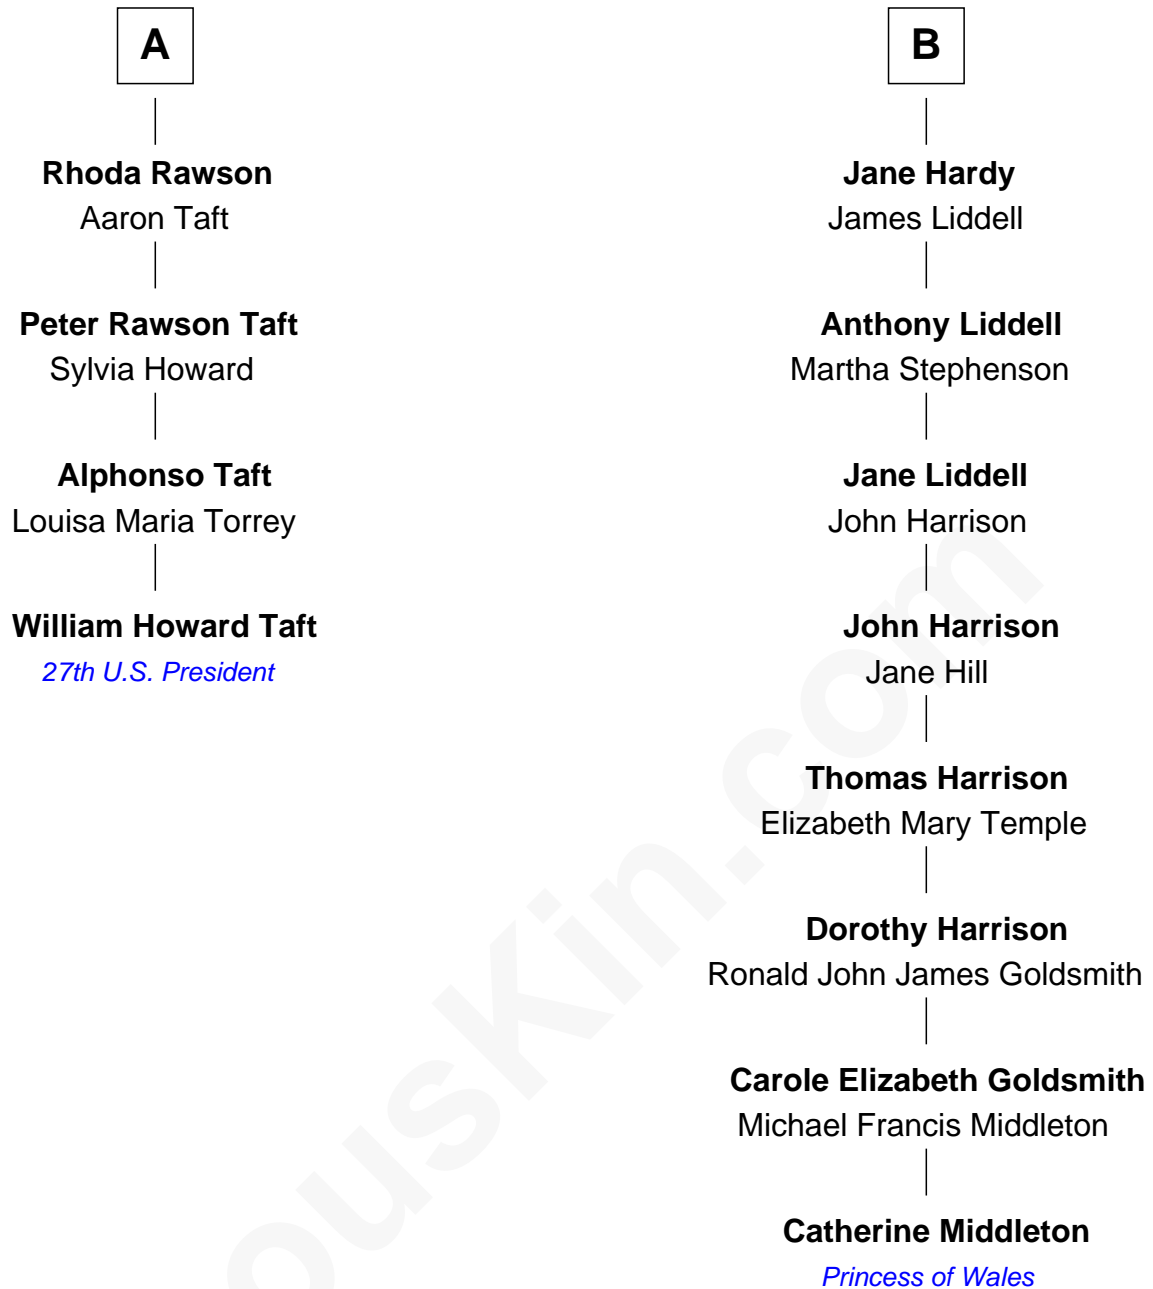 A
Rhoda Rawson
Aaron Taft
Peter Rawson Taft
Sylvia Howard
Alphonso Taft
Louisa Maria Torrey
William Howard Taft
27th U.S. President
B
Jane Hardy
James Liddell
Anthony Liddell
Martha Stephenson
Jane Liddell
John Harrison
John Harrison
Jane Hill
Thomas Harrison
Elizabeth Mary Temple
Dorothy Harrison
Ronald John James Goldsmith
Carole Elizabeth Goldsmith
Michael Francis Middleton
Catherine Middleton
Princess of Wales
ousKin.com